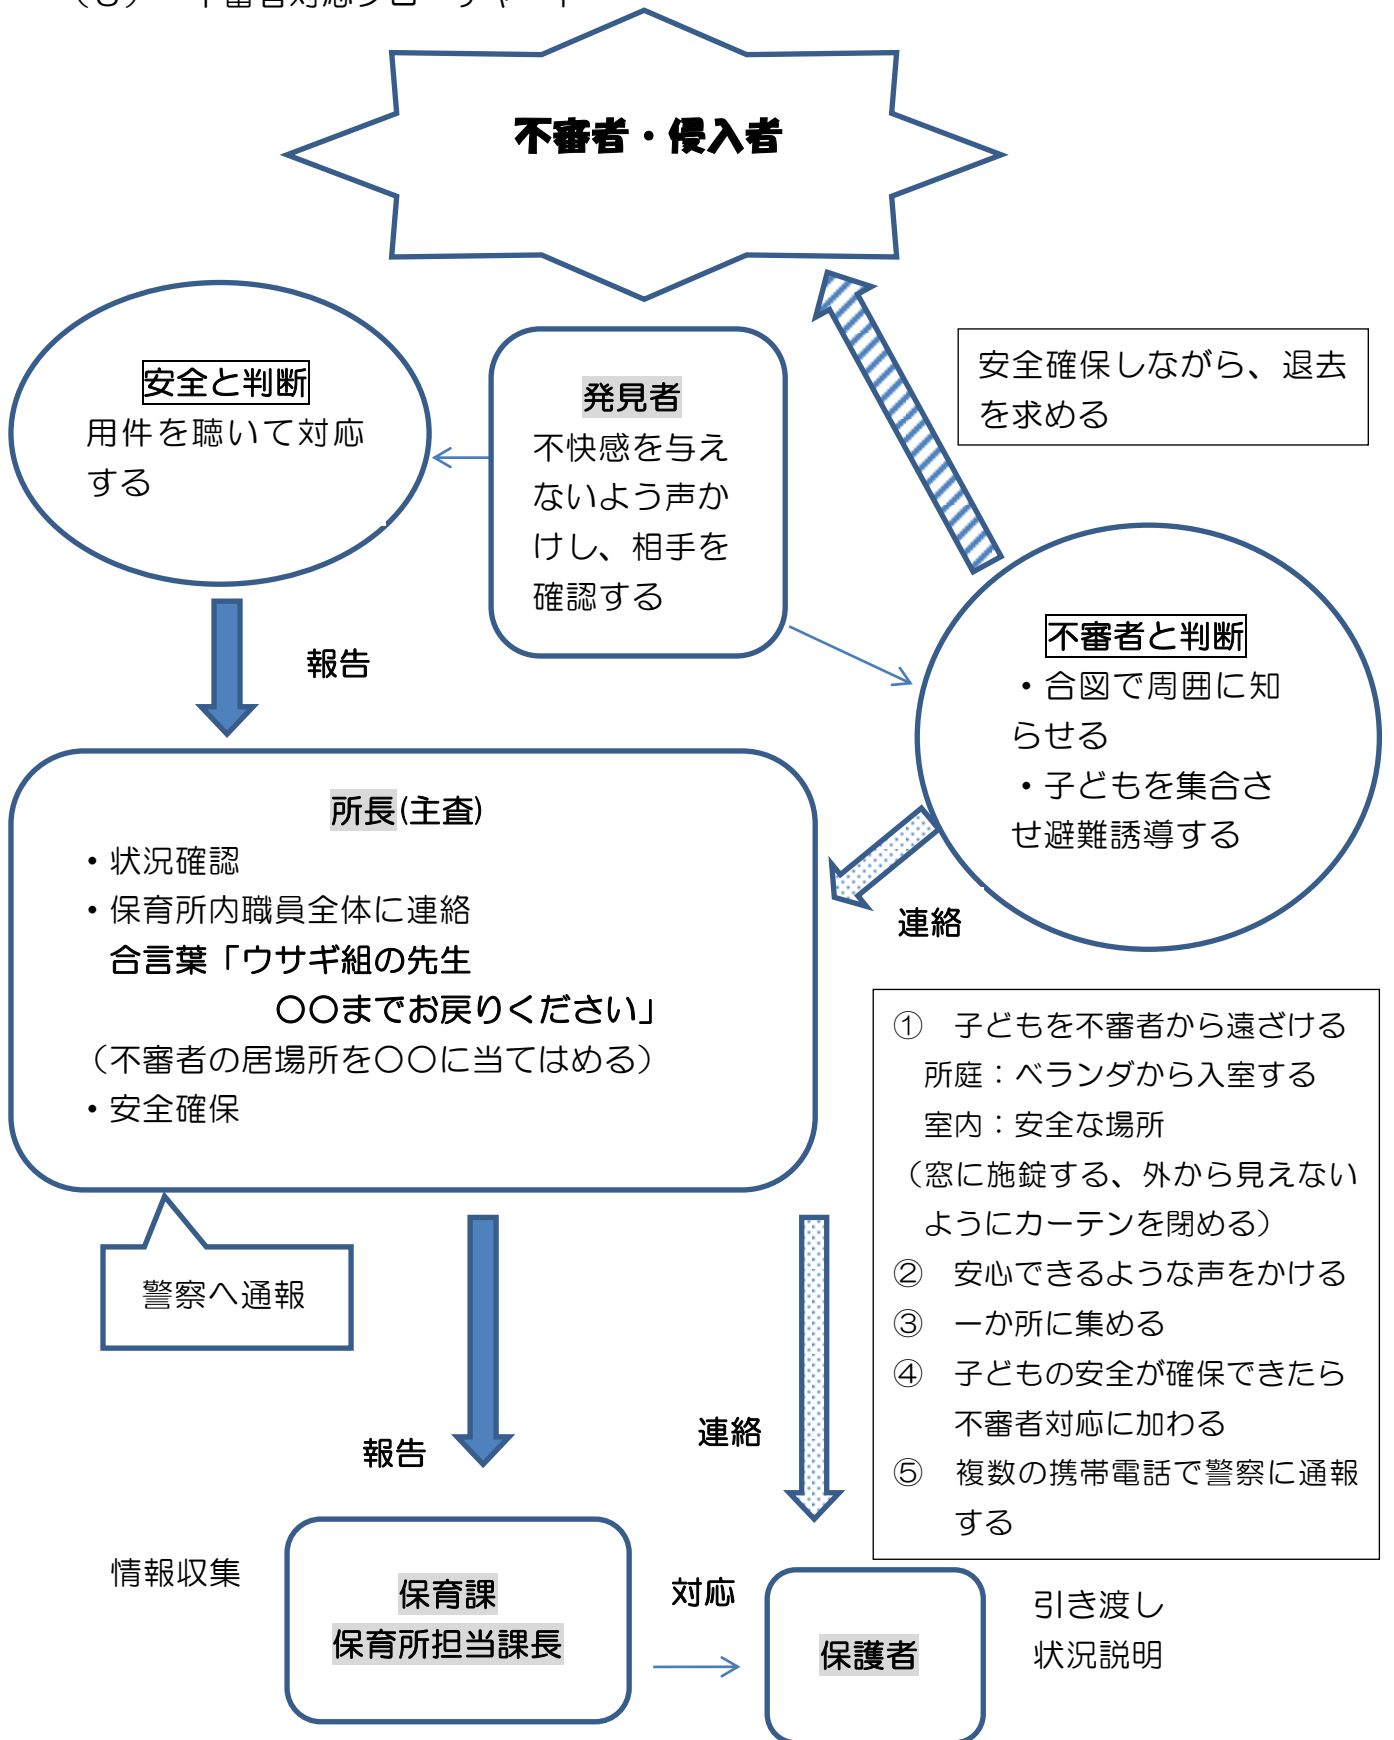 不審者・侵入者
安全と判断
用件を聴いて対応
する
発見者
不快感を与え
ないよう声か
けし、相手を
確認する
安全確保しながら、退去
を求める
不審者と判断
・合図で周囲に知
らせる
・子どもを集合さ
せ避難誘導する
報告
連絡
所長(主査)
・状況確認
・保育所内職員全体に連絡
合言葉「ウサギ組の先生
〇〇までお戻りください」
（不審者の居場所を〇〇に当てはめる）
・安全確保
警察へ通報
① 子どもを不審者から遠ざける
所庭：ベランダから入室する
室内：安全な場所
（窓に施錠する、外から見えない
ようにカーテンを閉める）
② 安心できるような声をかける
③ 一か所に集める
④ 子どもの安全が確保できたら
不審者対応に加わる
⑤ 複数の携帯電話で警察に通報
する
報告
連絡
情報収集
保育課
保育所担当課長
対応
保護者
引き渡し
状況説明